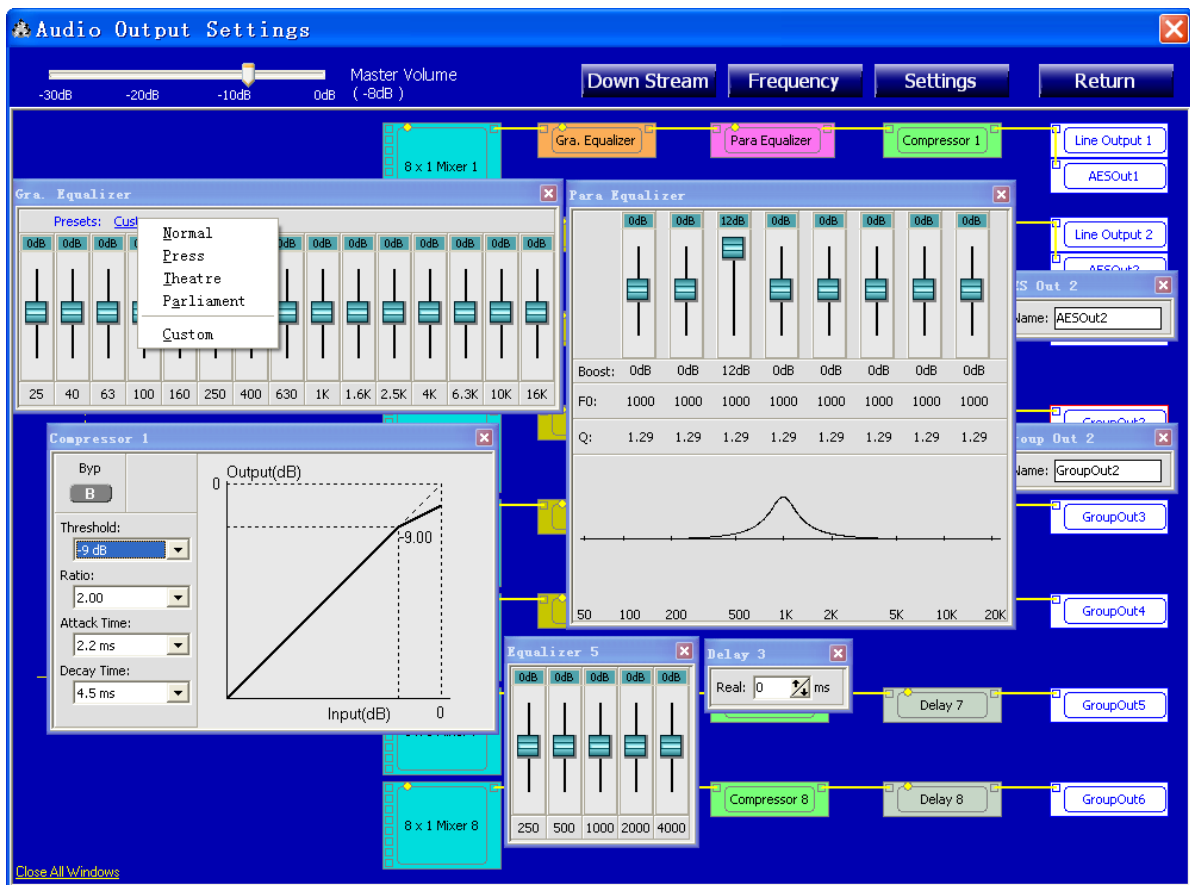 Audio Output Settings
-30dB -20dB -10dB 0dB
Master Volume
( -8dB )
Down Stream Frequency Settings Return
8 x 1 Mixer 1
Gra. Equalizer
Para Equalizer
Compressor 1
Line Output 1
AESOut1
Line Output 2
AESOut2
Gra. Equalizer
Presets:
Normal
Press
Theatre
Parliament
Custom
0dB 0dB 0dB 0dB 0dB 0dB 0dB 0dB 0dB 0dB
25 40 63 100 160 250 400 630 1K 1.6K 2.5K 4K 6.3K 10K 16K
Para Equalizer
0dB 0dB 12dB 0dB 0dB 0dB 0dB 0dB
Boost: 0dB 0dB 12dB 0dB 0dB 0dB 0dB 0dB
F0: 1000 1000 1000 1000 1000 1000 1000 1000
Q: 1.29 1.29 1.29 1.29 1.29 1.29 1.29 1.29
50 100 200 500 1K 2K 5K 10K 20K
Out 2
Name: AESOut2
GroupOut2
Out 2
Name: GroupOut2
GroupOut3
GroupOut4
Compressor 1
Byp
B
Threshold:
-9 dB
Ratio:
2.00
Attack Time:
2.2 ms
Decay Time:
4.5 ms
Output(dB)
0
-9.00
Input(dB) 0
Equalizer 5
0dB 0dB 0dB 0dB 0dB
250 500 1000 2000 4000
Delay 3
Real: 0 ms
Delay 7
GroupOut5
8 x 1 Mixer 8
Compressor 8
Delay 8
GroupOut6
Close All Windows